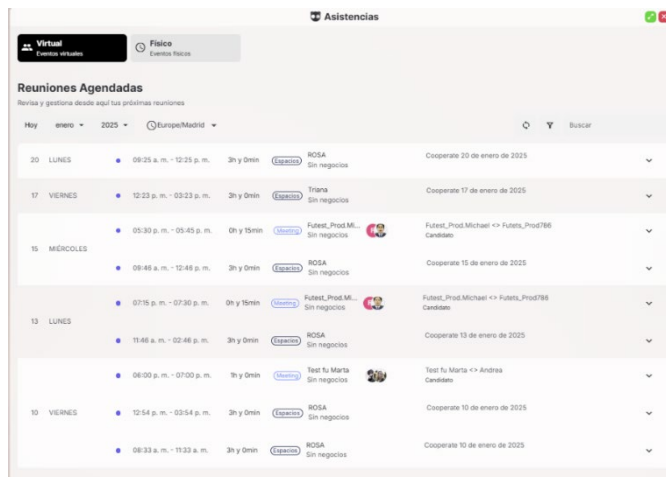 Asistencias
Virtual
Eventos virtuales
Físico
Eventos físicos
Reuniones Agendadas
Revisa y gestiona desde aquí tus próximas reuniones
Hoy enero 2025 Europe/Madrid Buscar
20 LUNES 09:25 a. m. - 12:25 p. m. 3h y 0min Espacios ROSA Cooperate 20 de enero de 2025
Sin negocios
17 VIERNES 12:23 p. m. - 03:23 p. m. 3h y 0min Espacios Triana Cooperate 17 de enero de 2025
Sin negocios
05:30 p. m. - 05:45 p. m. 0h y 15min Meeting Futest_Prod.Mi... Futest_Prod.Michael <> Futets_Prod786
Sin negocios Candidato
15 MIÉRCOLES
08:46 a. m. - 12:46 p. m. 3h y 0min Espacios ROSA Cooperate 15 de enero de 2025
Sin negocios
07:15 p. m. - 07:30 p. m. 0h y 15min Meeting Futest_Prod.Mi... Futest_Prod.Michael <> Futets_Prod786
Sin negocios Candidato
13 LUNES
11:46 a. m. - 02:46 p. m. 3h y 0min Espacios ROSA Cooperate 13 de enero de 2025
Sin negocios
06:00 p. m. - 07:00 p. m. 1h y 0min Meeting Test fu Marta Test fu Marta <> Andrea
Sin negocios Candidato
10 VIERNES 12:54 p. m. - 03:54 p. m. 3h y 0min Espacios ROSA Cooperate 10 de enero de 2025
Sin negocios
08:33 a. m. - 11:33 a. m. 3h y 0min Espacios ROSA Cooperate 10 de enero de 2025
Sin negocios